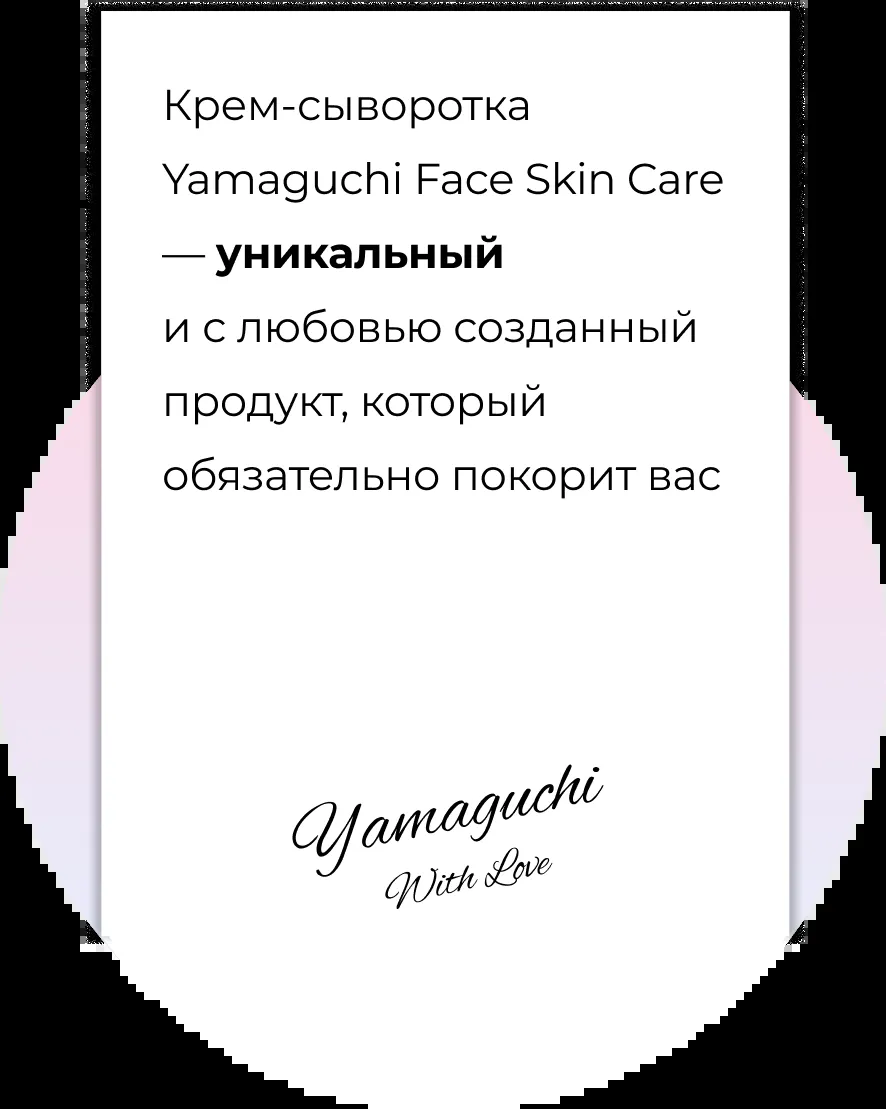 Крем-сыворотка
Yamaguchi Face Skin Care
— уникальный
и с любовью созданный
продукт, который
обязательно покорит вас
Yamaguchi
With Love